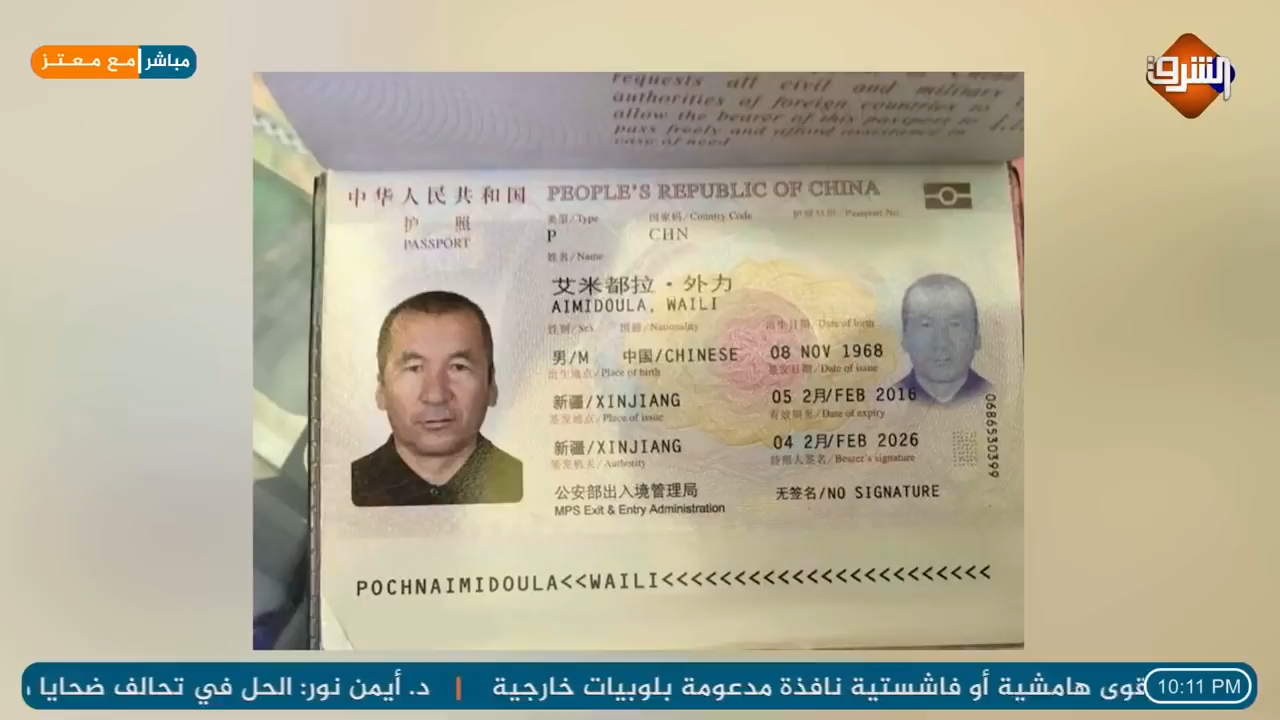 مباشر مع معتز
الشرق
requests all civil and military
authorities of foreign countries to
allow the bearer of this passport to
pass freely and afford assistance in
case of need
中华人民共和国 PEOPLE'S REPUBLIC OF CHINA
护 照
PASSPORT
类型/Type 国家码/Country Code 护照号码/Passport No.
P CHN
姓名/Name
艾米都拉·外力
AIMIDOULA, WAILI
性别/Sex 国籍/Nationality 出生日期/Date of birth
男/M 中国/CHINESE 08 NOV 1968
出生地点/Place of birth 签发日期/Date of issue
新疆/XINJIANG 05 2月/FEB 2016
签发地点/Place of issue 有效期至/Date of expiry
新疆/XINJIANG 04 2月/FEB 2026
签发机关/Authority 持照人签名/Bearer's signature
公安部出入境管理局 无签名/NO SIGNATURE
MPS Exit & Entry Administration
0686530399
POCHNAIMIDOULA<<WAILI<<<<<<<<<<<<<<<<<<<<<<<
قوى هامشية أو فاشستية نافذة مدعومة بلوبيات خارجية | د. أيمن نور: الحل في تحالف ضحايا
10:11 PM